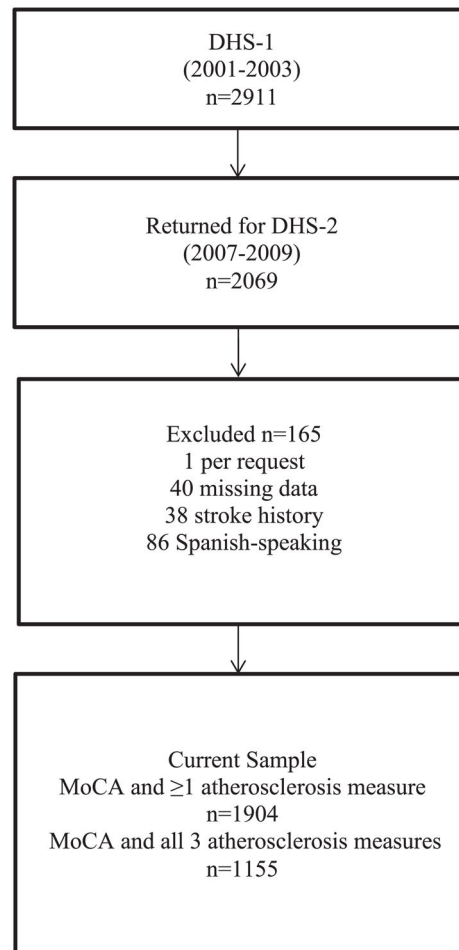 DHS-1
(2001-2003)
n=2911
Returned for DHS-2
(2007-2009)
n=2069
Excluded n=165
1 per request
40 missing data
38 stroke history
86 Spanish-speaking
Current Sample
MoCA and ≥1 atherosclerosis measure
n=1904
MoCA and all 3 atherosclerosis measures
n=1155